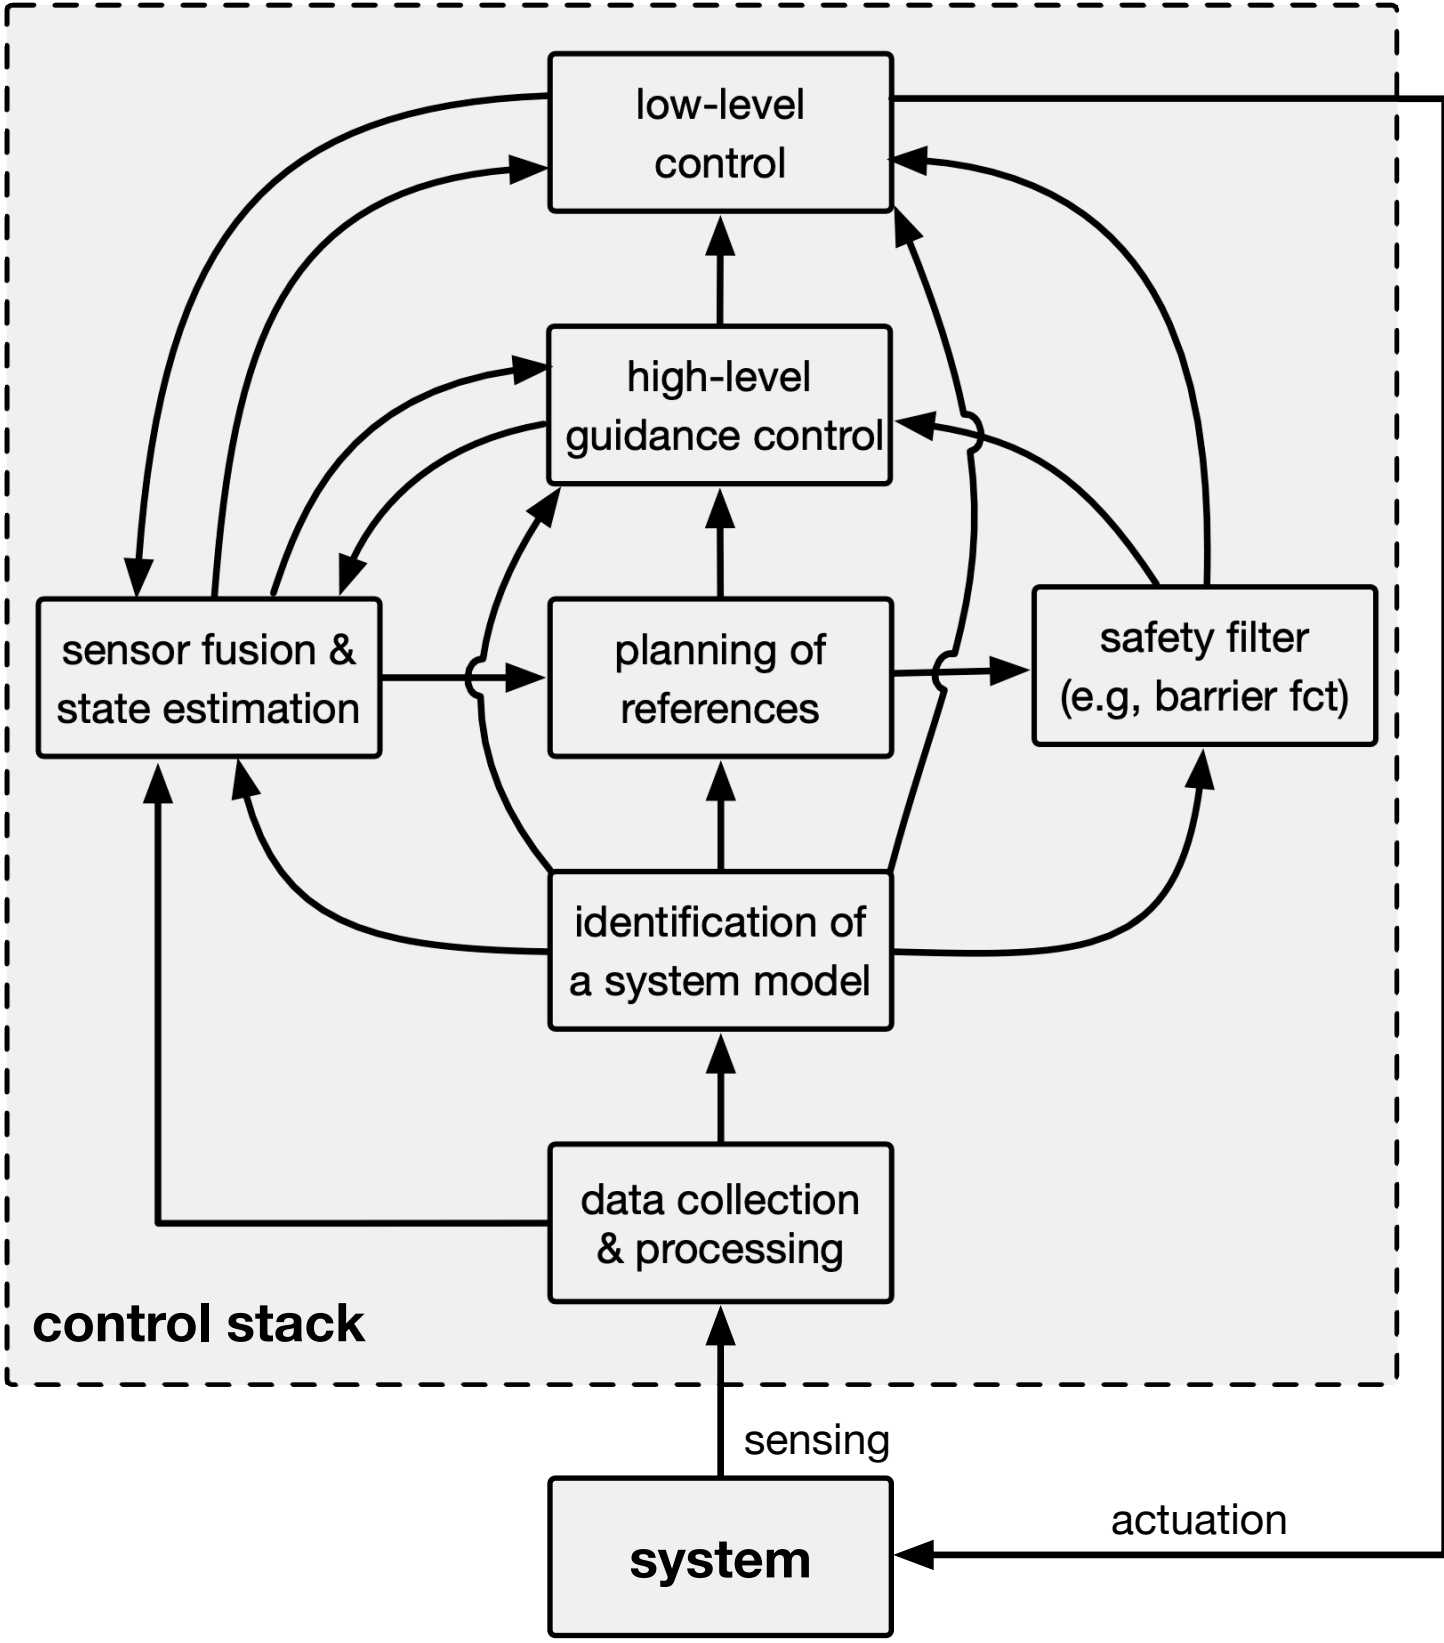 low-level
control
high-level
guidance control
sensor fusion &
state estimation
planning of
references
safety filter
(e.g, barrier fct)
identification of
a system model
data collection
& processing
control stack
sensing
actuation
system